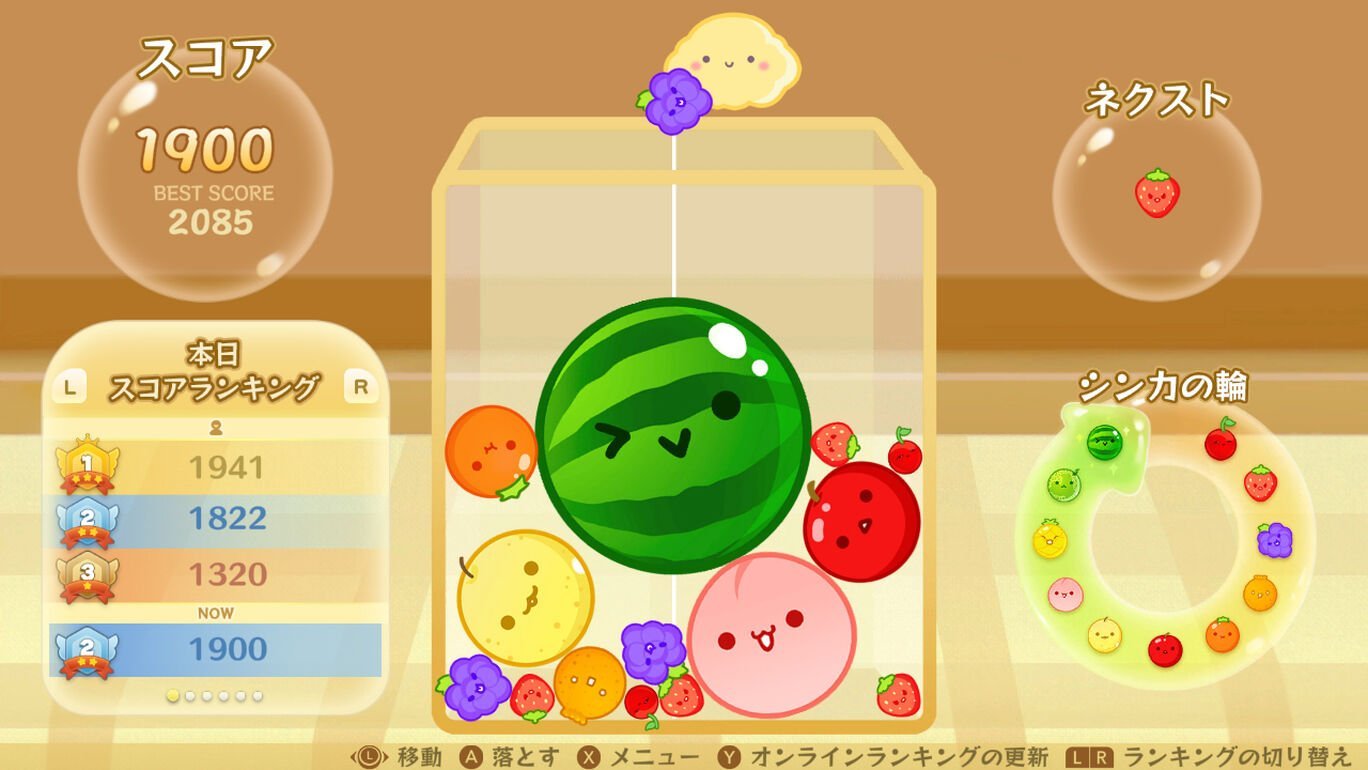 スコア
1900
BEST SCORE
2085
ネクスト
本日
L スコアランキング R
1 1941
2 1822
3 1320
NOW
2 1900
シンカの輪
L 移動 A 落とす X メニュー Y オンラインランキングの更新 L R ランキングの切り替え